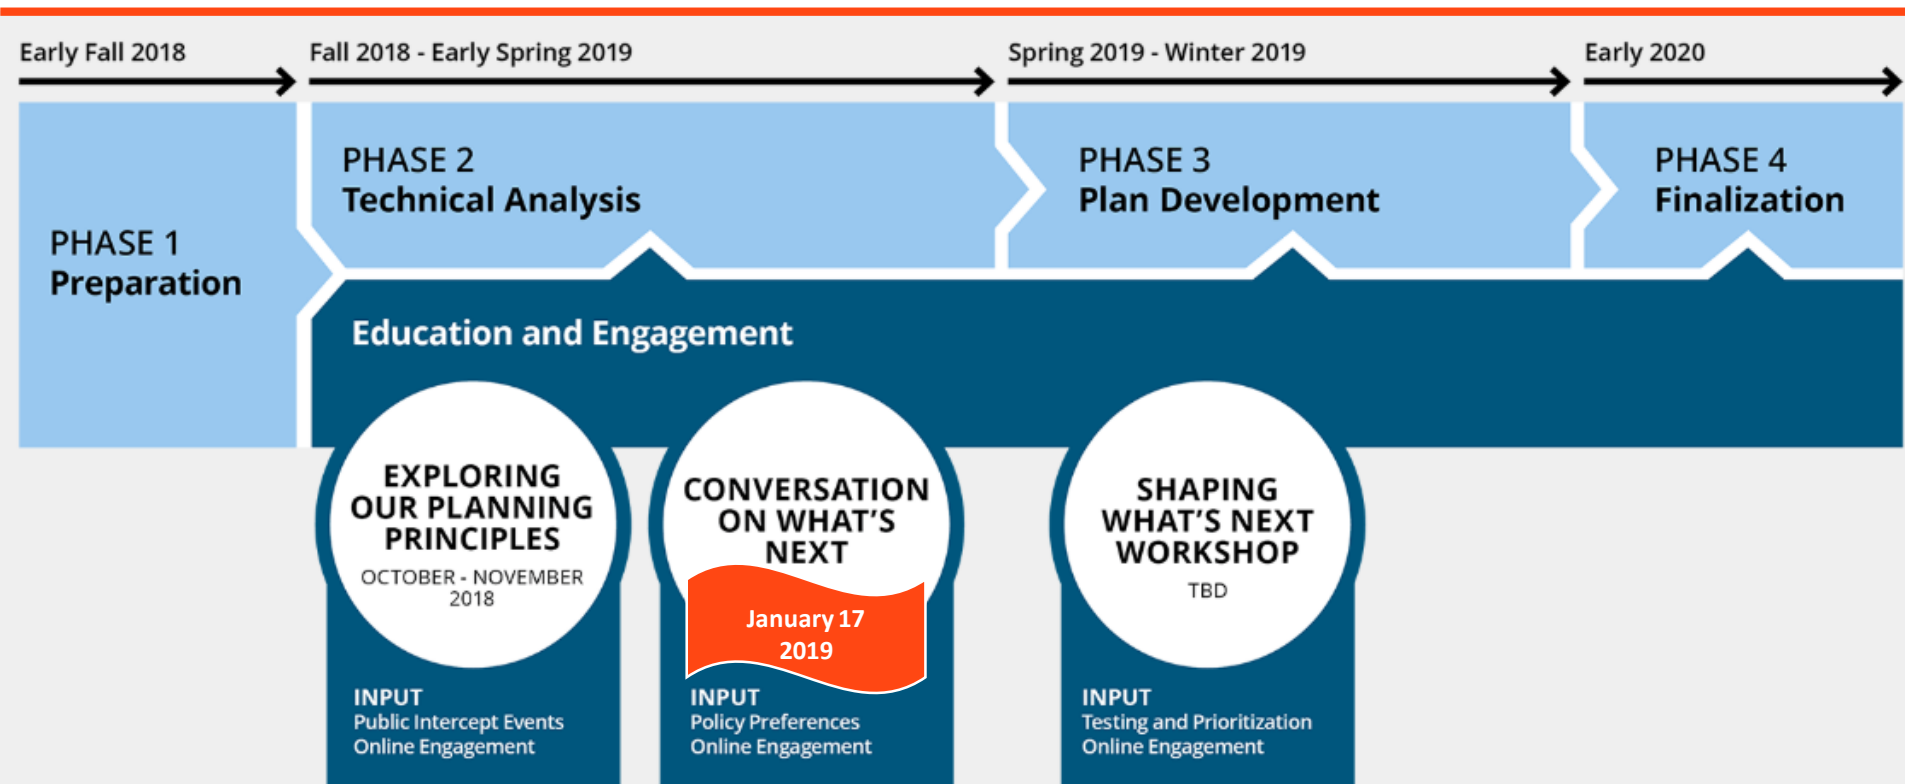 Early Fall 2018
Fall 2018 - Early Spring 2019
Spring 2019 - Winter 2019
Early 2020
PHASE 1
Preparation
PHASE 2
Technical Analysis
PHASE 3
Plan Development
PHASE 4
Finalization
Education and Engagement
EXPLORING
OUR PLANNING
PRINCIPLES
OCTOBER - NOVEMBER
2018
INPUT
Public Intercept Events
Online Engagement
CONVERSATION
ON WHAT'S
NEXT
January 17
2019
INPUT
Policy Preferences
Online Engagement
SHAPING
WHAT'S NEXT
WORKSHOP
TBD
INPUT
Testing and Prioritization
Online Engagement